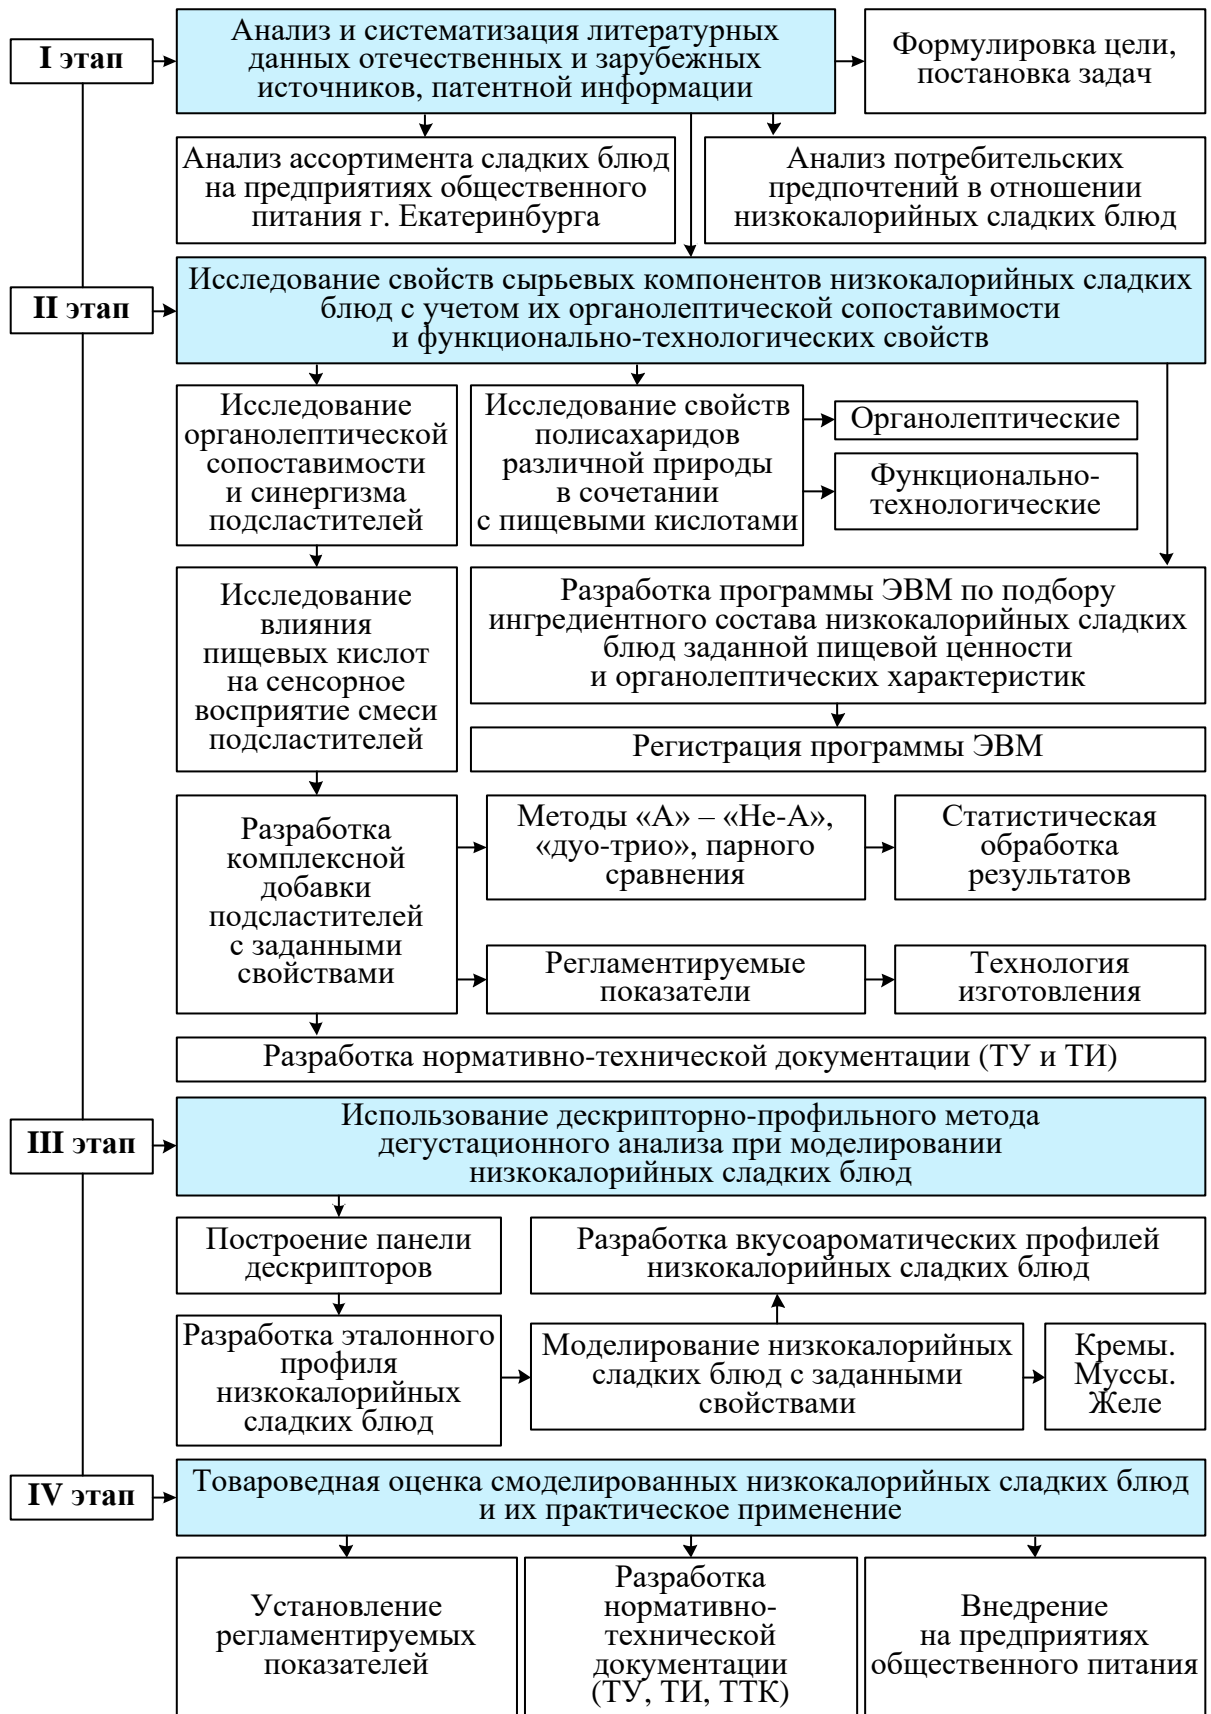 I этап
Анализ и систематизация литературных
данных отечественных и зарубежных
источников, патентной информации
Формулировка цели,
постановка задач
Анализ ассортимента сладких блюд
на предприятиях общественного
питания г. Екатеринбурга
Анализ потребительских
предпочтений в отношении
низкокалорийных сладких блюд
II этап
Исследование свойств сырьевых компонентов низкокалорийных сладких
блюд с учетом их органолептической сопоставимости
и функционально-технологических свойств
Исследование
органолептической
сопоставимости
и синергизма
подсластителей
Исследование свойств
полисахаридов
различной природы
в сочетании
с пищевыми кислотами
Органолептические
Функционально-
технологические
Исследование
влияния
пищевых кислот
на сенсорное
восприятие смеси
подсластителей
Разработка программы ЭВМ по подбору
ингредиентного состава низкокалорийных сладких
блюд заданной пищевой ценности
и органолептических характеристик
Регистрация программы ЭВМ
Разработка
комплексной
добавки
подсластителей
с заданными
свойствами
Методы «А» – «Не-А»,
«дуо-трио», парного
сравнения
Статистическая
обработка
результатов
Регламентируемые
показатели
Технология
изготовления
Разработка нормативно-технической документации (ТУ и ТИ)
III этап
Использование дескрипторно-профильного метода
дегустационного анализа при моделировании
низкокалорийных сладких блюд
Построение панели
дескрипторов
Разработка вкусоароматических профилей
низкокалорийных сладких блюд
Разработка эталонного
профиля
низкокалорийных
сладких блюд
Моделирование низкокалорийных
сладких блюд с заданными
свойствами
Кремы.
Муссы.
Желе
IV этап
Товароведная оценка смоделированных низкокалорийных сладких блюд
и их практическое применение
Установление
регламентируемых
показателей
Разработка
нормативно-
технической
документации
(ТУ, ТИ, ТТК)
Внедрение
на предприятиях
общественного питания